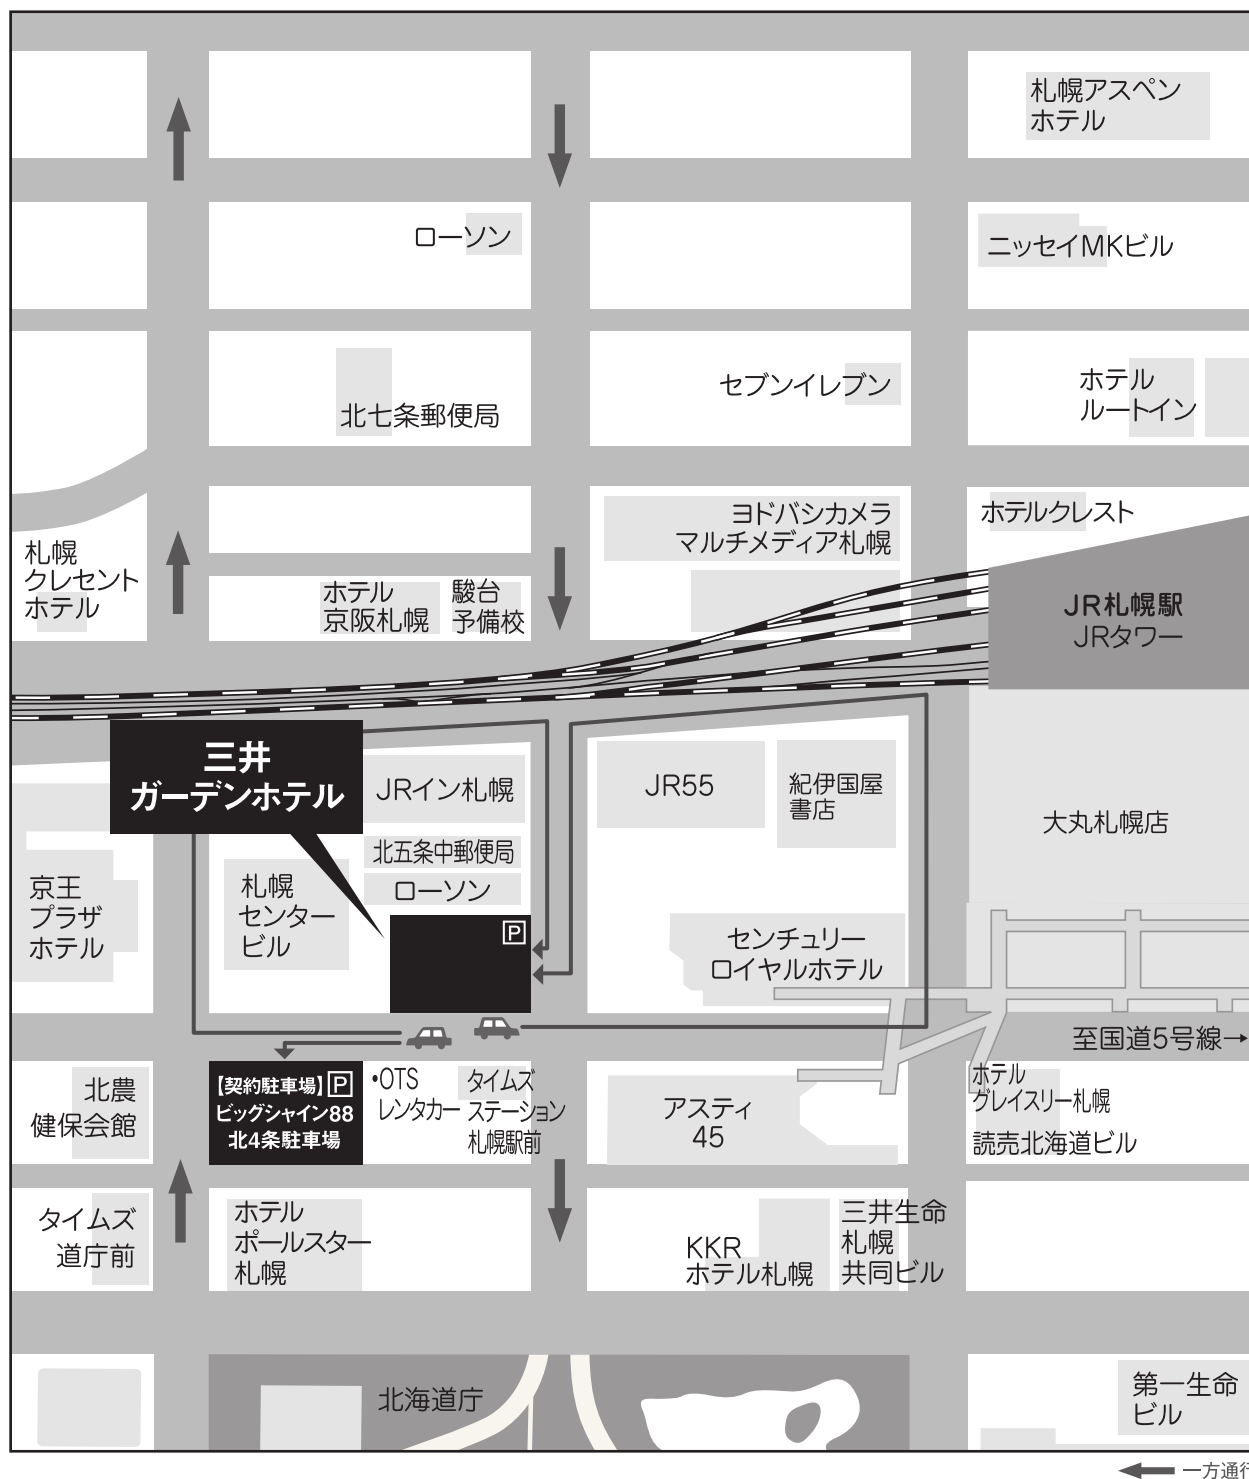 札幌アスペン
ホテル
ローソン
ニッセイMKビル
北七条郵便局
セブンイレブン
ホテル
ルートイン
ヨドバシカメラ
マルチメディア札幌
ホテルクレスト
札幌
クレセント
ホテル
ホテル
京阪札幌
駿台
予備校
JR札幌駅
JRタワー
三井
ガーデンホテル
JRイン札幌
JR55
紀伊国屋
書店
大丸札幌店
北五条中郵便局
ローソン
京王
プラザ
ホテル
札幌
センター
ビル
P
センチュリー
ロイヤルホテル
至国道5号線→
北農
健保会館
【契約駐車場】P
ビッグシャイン88
北4条駐車場
•OTS
レンタカー
タイムズ
ステーション
札幌駅前
アスティ
45
ホテル
グレイスリー札幌
読売北海道ビル
タイムズ
道庁前
ホテル
ポールスター
札幌
KKR
ホテル札幌
三井生命
札幌
共同ビル
北海道庁
第一生命
ビル
一方通行